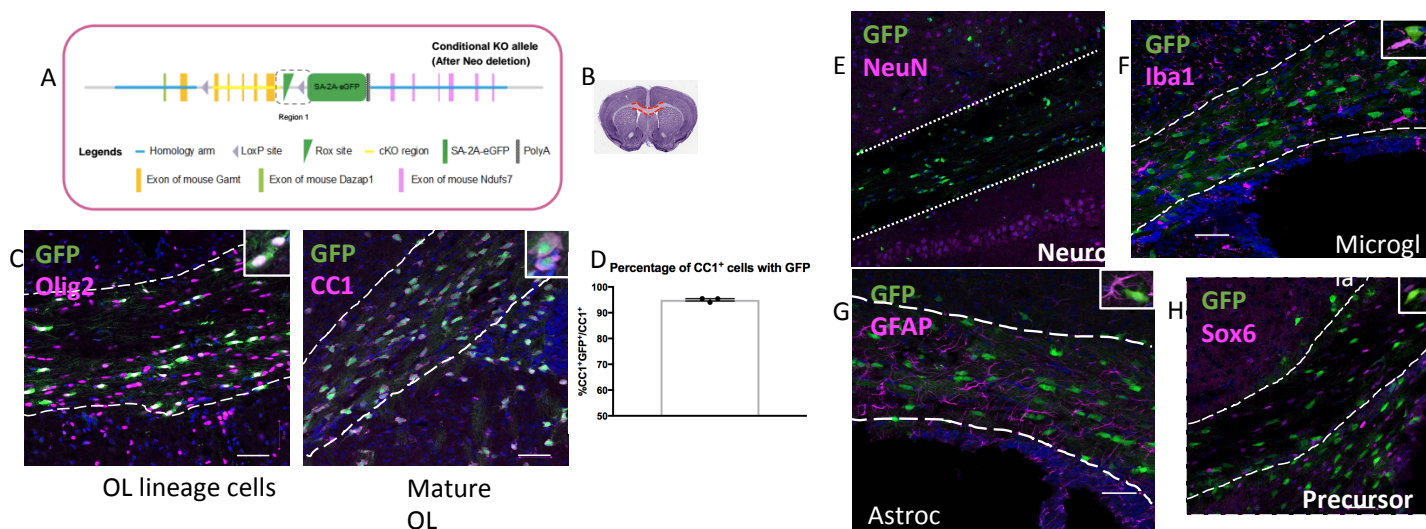 A
Conditional KO allele
(After Neo deletion)
SA-2A-eGFP
Region 1
Legends
Homology arm
LoxP site
Rox site
cKO region
SA-2A-eGFP
PolyA
Exon of mouse Gamt
Exon of mouse Dazap1
Exon of mouse Ndufs7
B
C
GFP
Olig2
OL lineage cells
GFP
CC1
Mature
OL
D
Percentage of CC1⁺ cells with GFP
%CC1⁺GFP⁺/CC1⁺
100
90
80
70
60
50
E
GFP
NeuN
Neuro
F
GFP
Iba1
Microgl
ia
G
GFP
GFAP
Astroc
H
GFP
Sox6
Precursor